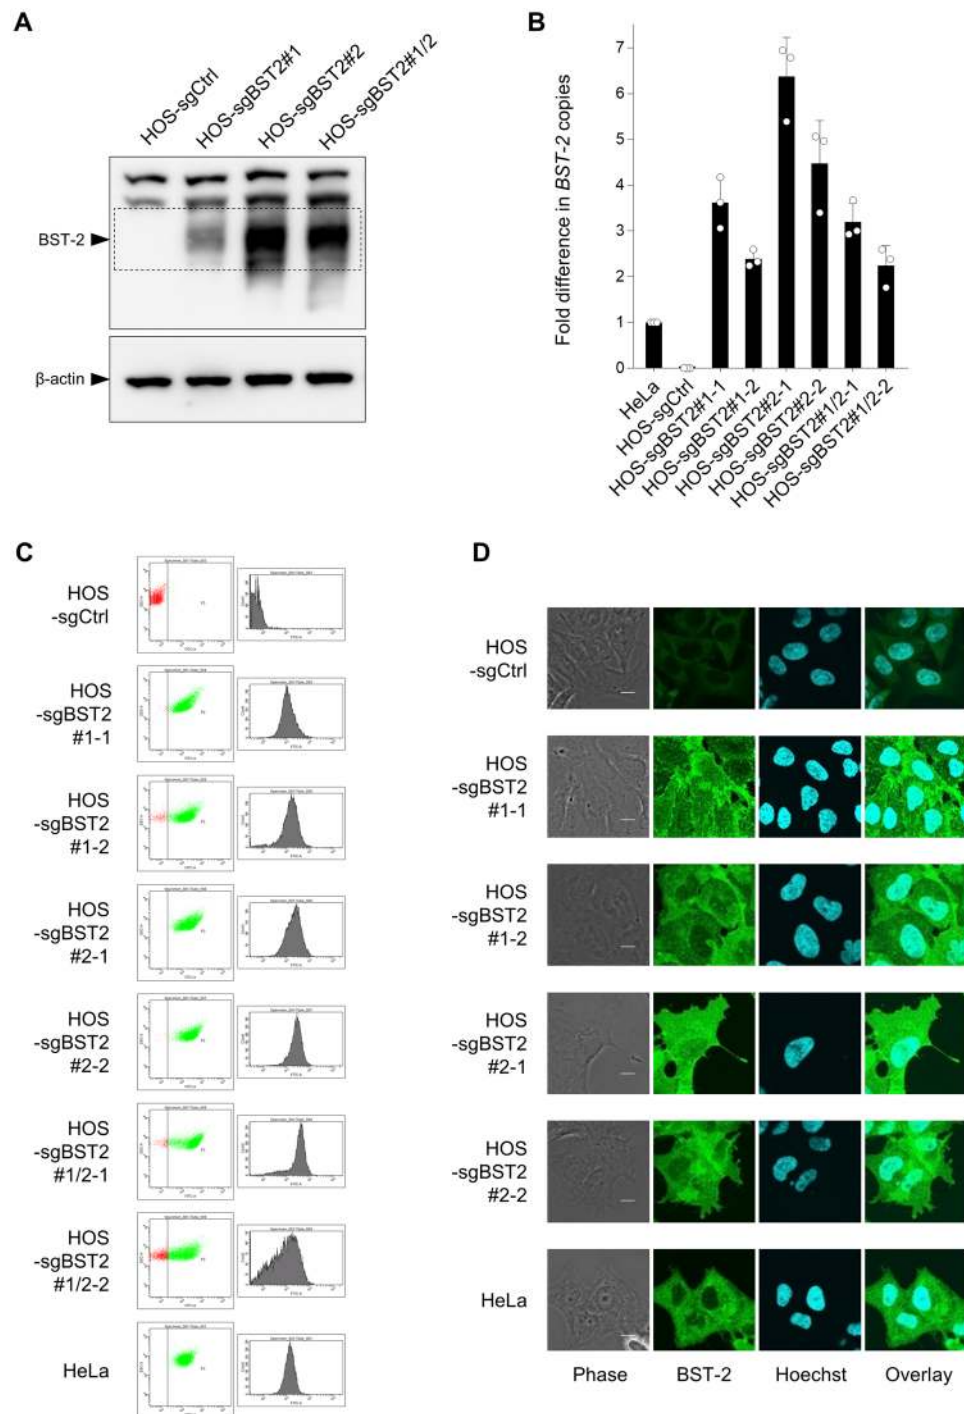 A
HOS-sgCtrl
HOS-sgBST2#1
HOS-sgBST2#2
HOS-sgBST2#1/2
BST-2
β-actin
B
Fold difference in BST-2 copies
7
6
5
4
3
2
1
0
HeLa
HOS-sgCtrl
HOS-sgBST2#1-1
HOS-sgBST2#1-2
HOS-sgBST2#2-1
HOS-sgBST2#2-2
HOS-sgBST2#1/2-1
HOS-sgBST2#1/2-2
C
HOS
-sgCtrl
HOS
-sgBST2
#1-1
HOS
-sgBST2
#1-2
HOS
-sgBST2
#2-1
HOS
-sgBST2
#2-2
HOS
-sgBST2
#1/2-1
HOS
-sgBST2
#1/2-2
HeLa
D
HOS
-sgCtrl
HOS
-sgBST2
#1-1
HOS
-sgBST2
#1-2
HOS
-sgBST2
#2-1
HOS
-sgBST2
#2-2
HeLa
Phase
BST-2
Hoechst
Overlay